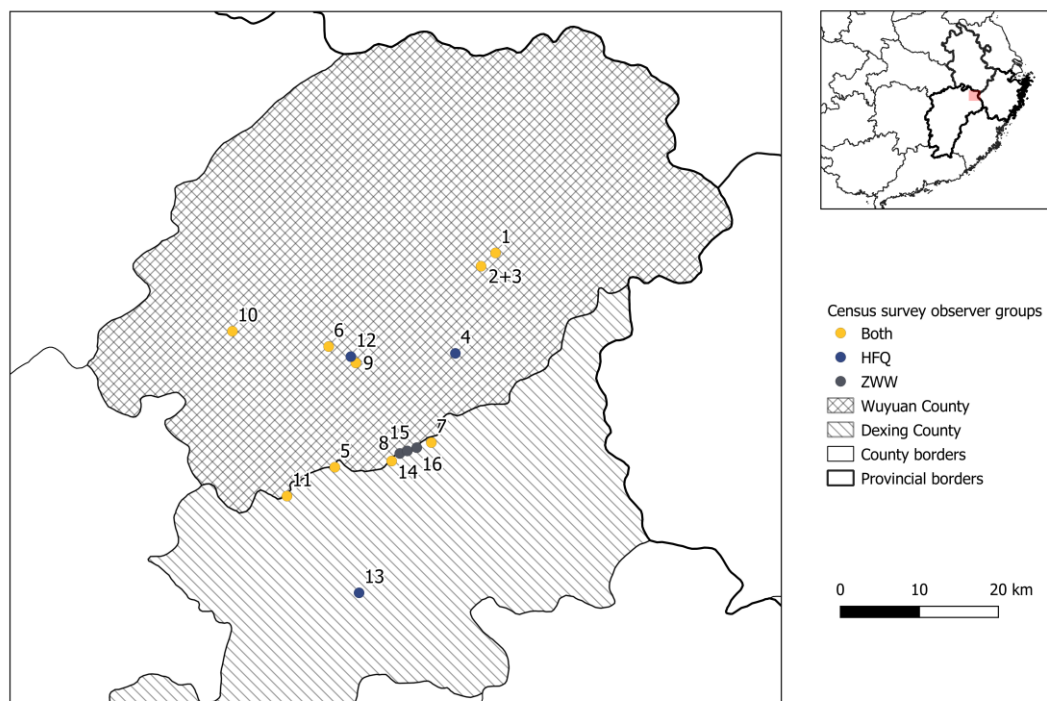 1
2+3
10
6
12
4
9
7
15
8
5
16
14
11
13
Census survey observer groups
Both
HFQ
ZWW
Wuyuan County
Dexing County
County borders
Provincial borders
0 10 20 km